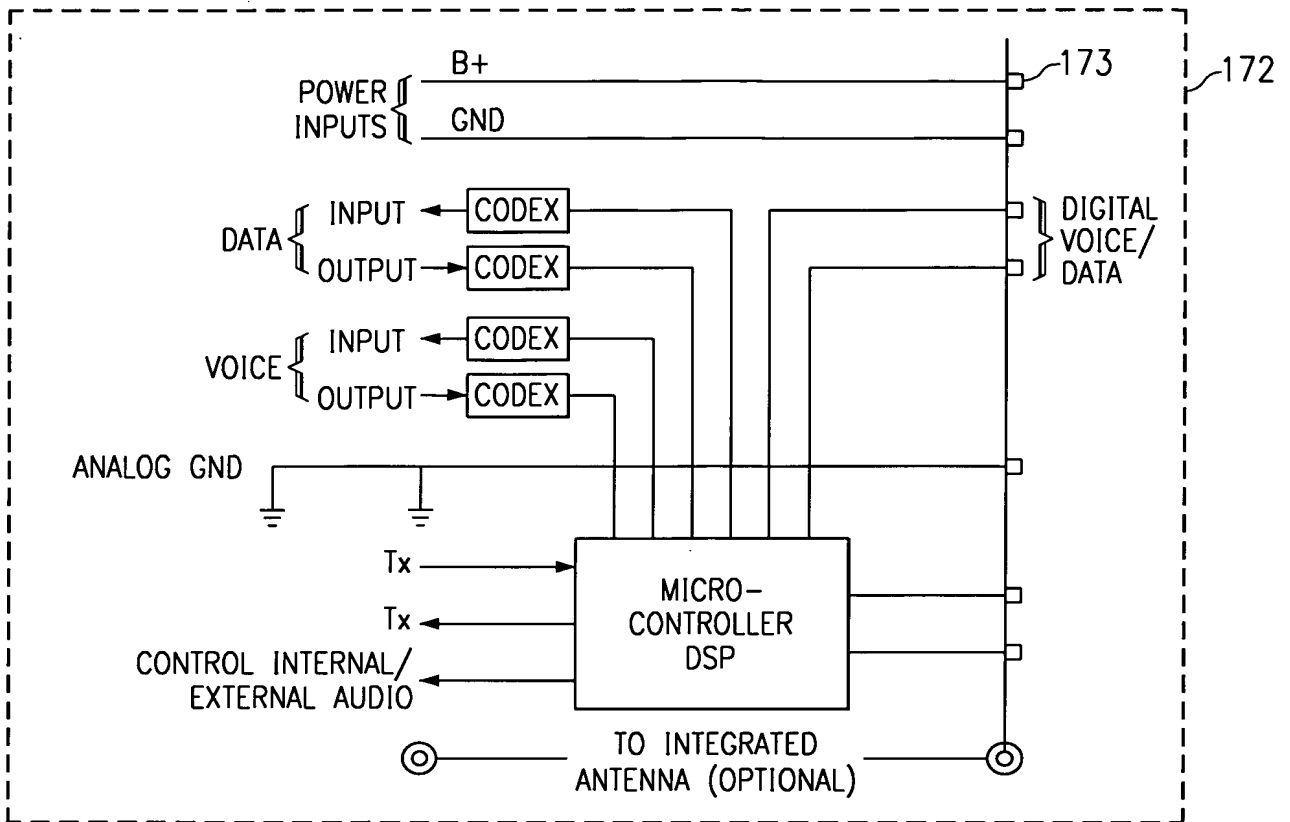 B+
173
172
POWER
INPUTS
GND
INPUT
CODEX
DATA
OUTPUT
CODEX
DIGITAL
VOICE/
DATA
INPUT
CODEX
VOICE
OUTPUT
CODEX
ANALOG GND
Tx
Tx
MICRO-
CONTROLLER
DSP
CONTROL INTERNAL/
EXTERNAL AUDIO
TO INTEGRATED
ANTENNA (OPTIONAL)